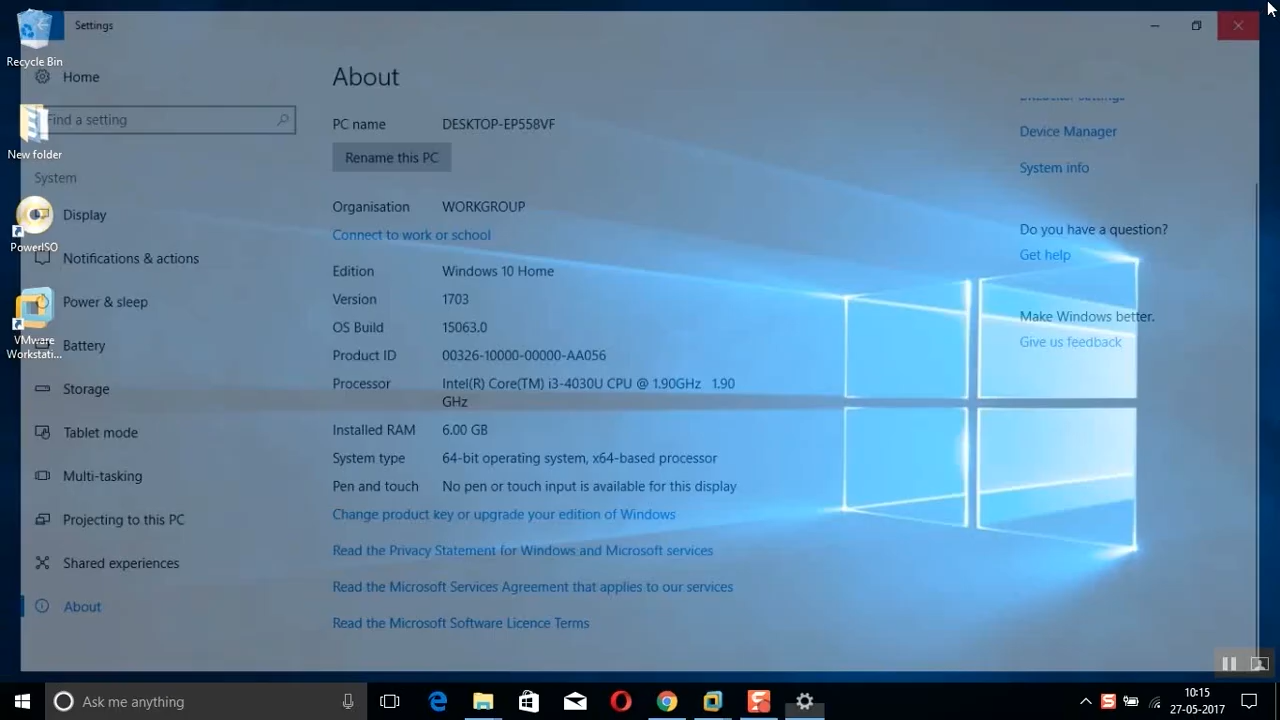 Settings
Recycle Bin
Home
Find a setting
New folder
System
Display
PowerISO
Notifications & actions
Power & sleep
VMware
Workstati...
Battery
Storage
Tablet mode
Multi-tasking
Projecting to this PC
Shared experiences
About
About
PC name DESKTOP-EP558VF
Rename this PC
Organisation WORKGROUP
Connect to work or school
Edition Windows 10 Home
Version 1703
OS Build 15063.0
Product ID 00326-10000-00000-AA056
Processor Intel(R) Core(TM) i3-4030U CPU @ 1.90GHz 1.90
GHz
Installed RAM 6.00 GB
System type 64-bit operating system, x64-based processor
Pen and touch No pen or touch input is available for this display
Change product key or upgrade your edition of Windows
Read the Privacy Statement for Windows and Microsoft services
Read the Microsoft Services Agreement that applies to our services
Read the Microsoft Software Licence Terms
Device Manager
System info
Do you have a question?
Get help
Make Windows better.
Give us feedback
Ask me anything
10:15
27-05-2017